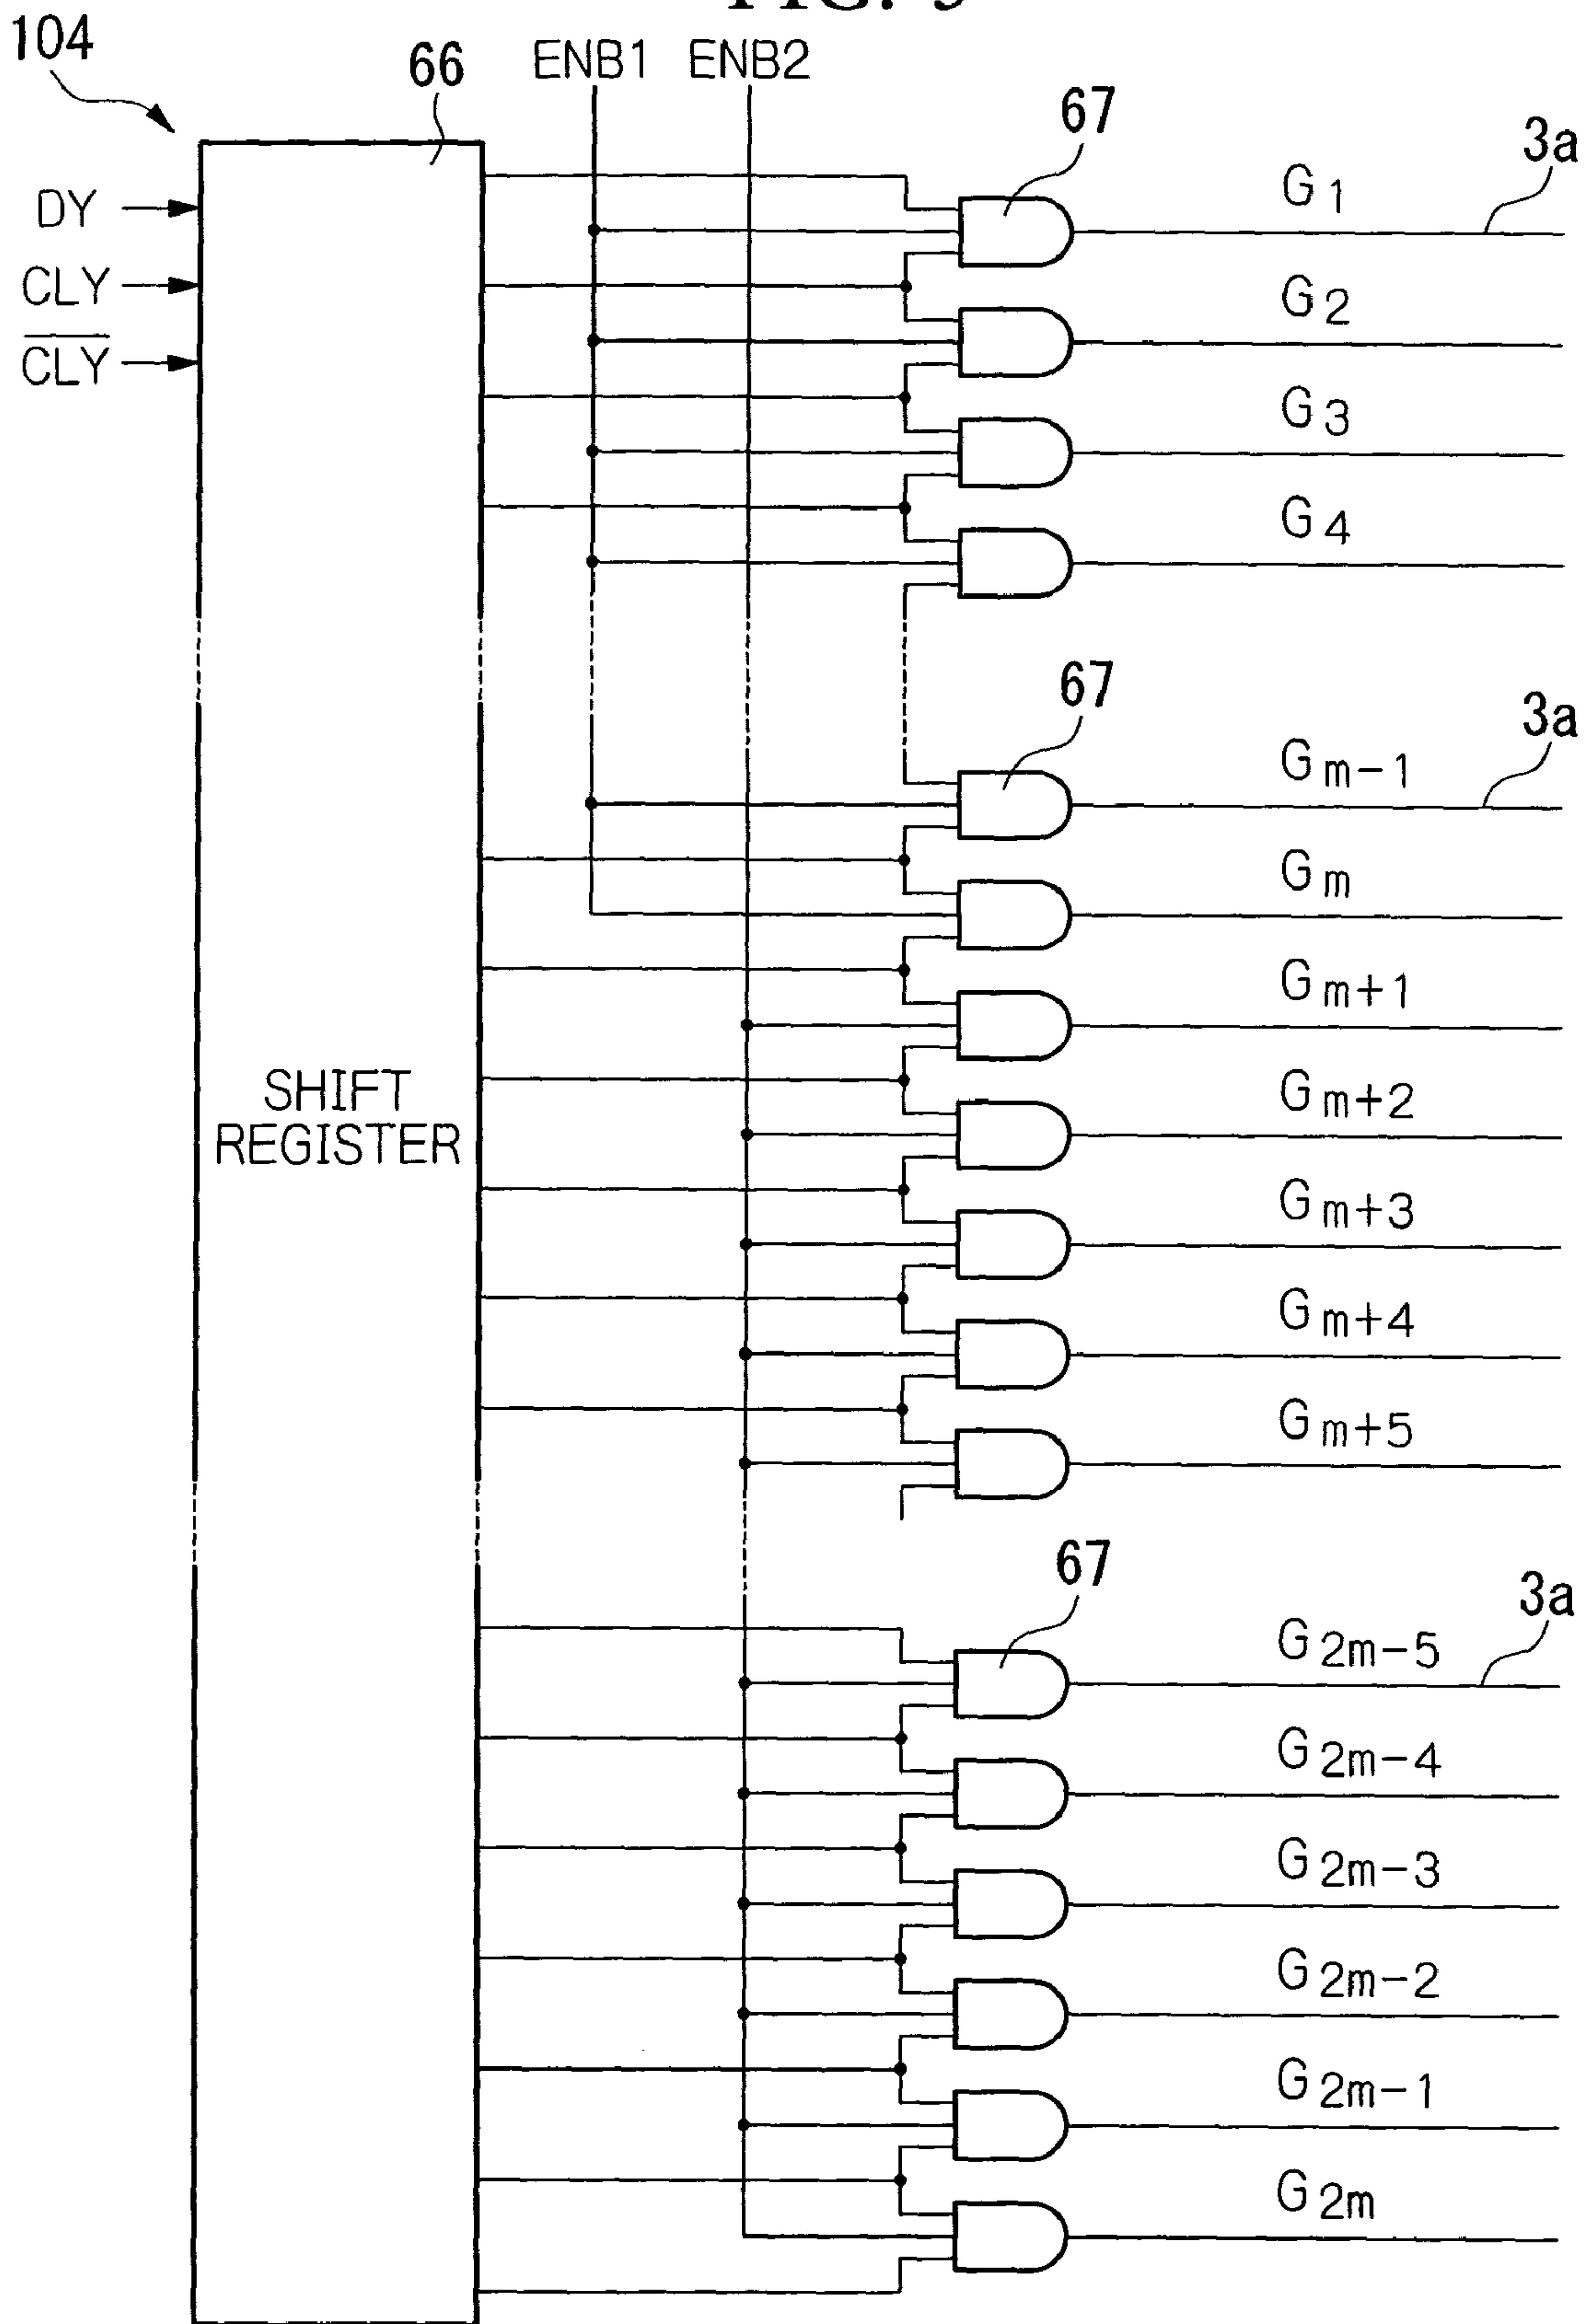 FIG. 5
104
66
ENB1 ENB2
67
3a
DY
G1
CLY
G2
C̅L̅Y̅
G3
G4
67
3a
Gm-1
Gm
Gm+1
SHIFT
REGISTER
Gm+2
Gm+3
Gm+4
Gm+5
67
3a
G2m-5
G2m-4
G2m-3
G2m-2
G2m-1
G2m